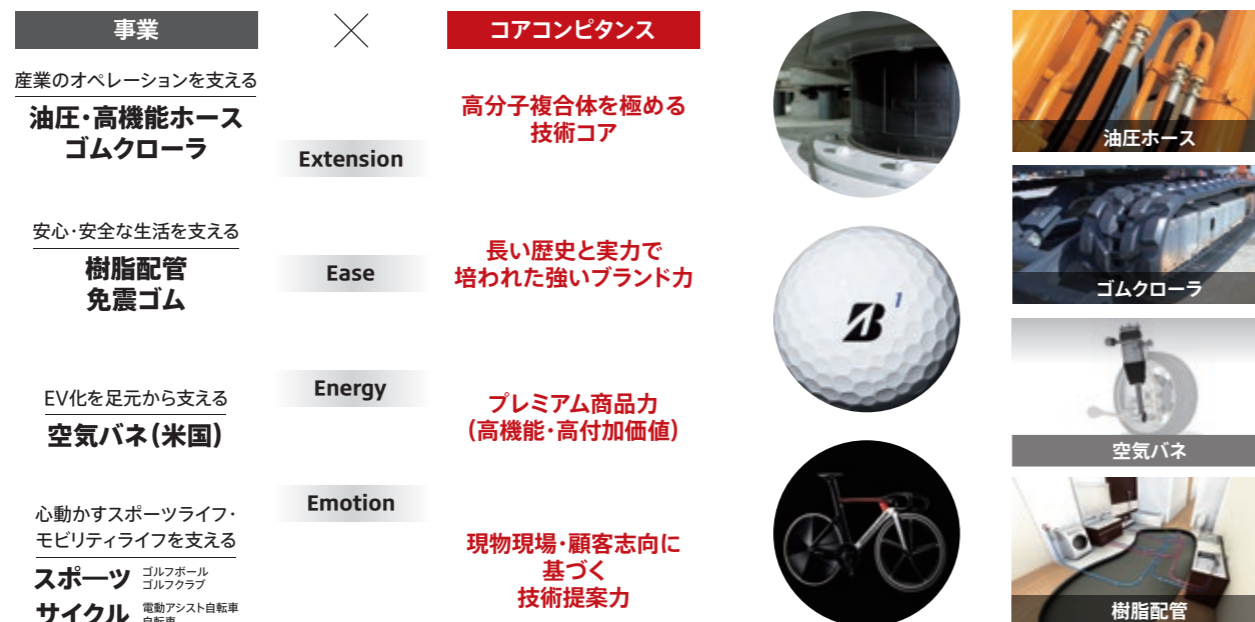 事業
×
コアコンピタンス
産業のオペレーションを支える
油圧・高機能ホース
ゴムクローラ
安心・安全な生活を支える
樹脂配管
免震ゴム
EV化を足元から支える
空気バネ（米国）
心動かすスポーツライフ・
モビリティライフを支える
スポーツ
ゴルフボール
ゴルフクラブ
サイクル
電動アシスト自転車
自転車
Extension
Ease
Energy
Emotion
高分子複合体を極める
技術コア
長い歴史と実力で
培われた強いブランド力
プレミアム商品力
（高機能・高付加価値）
現物現場・顧客志向に
基づく
技術提案力
B
1
油圧ホース
ゴムクローラ
空気バネ
樹脂配管